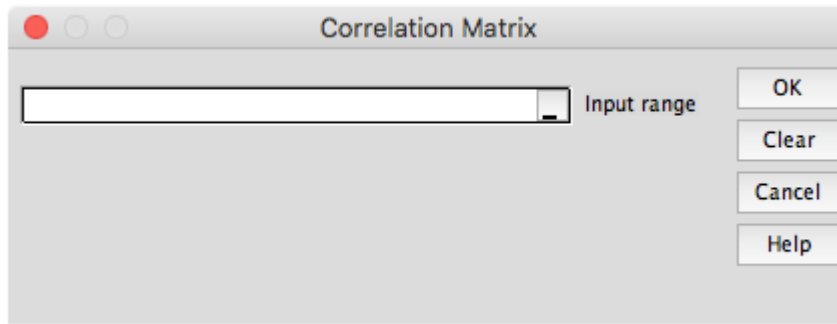 Correlation Matrix
Input range
OK
Clear
Cancel
Help